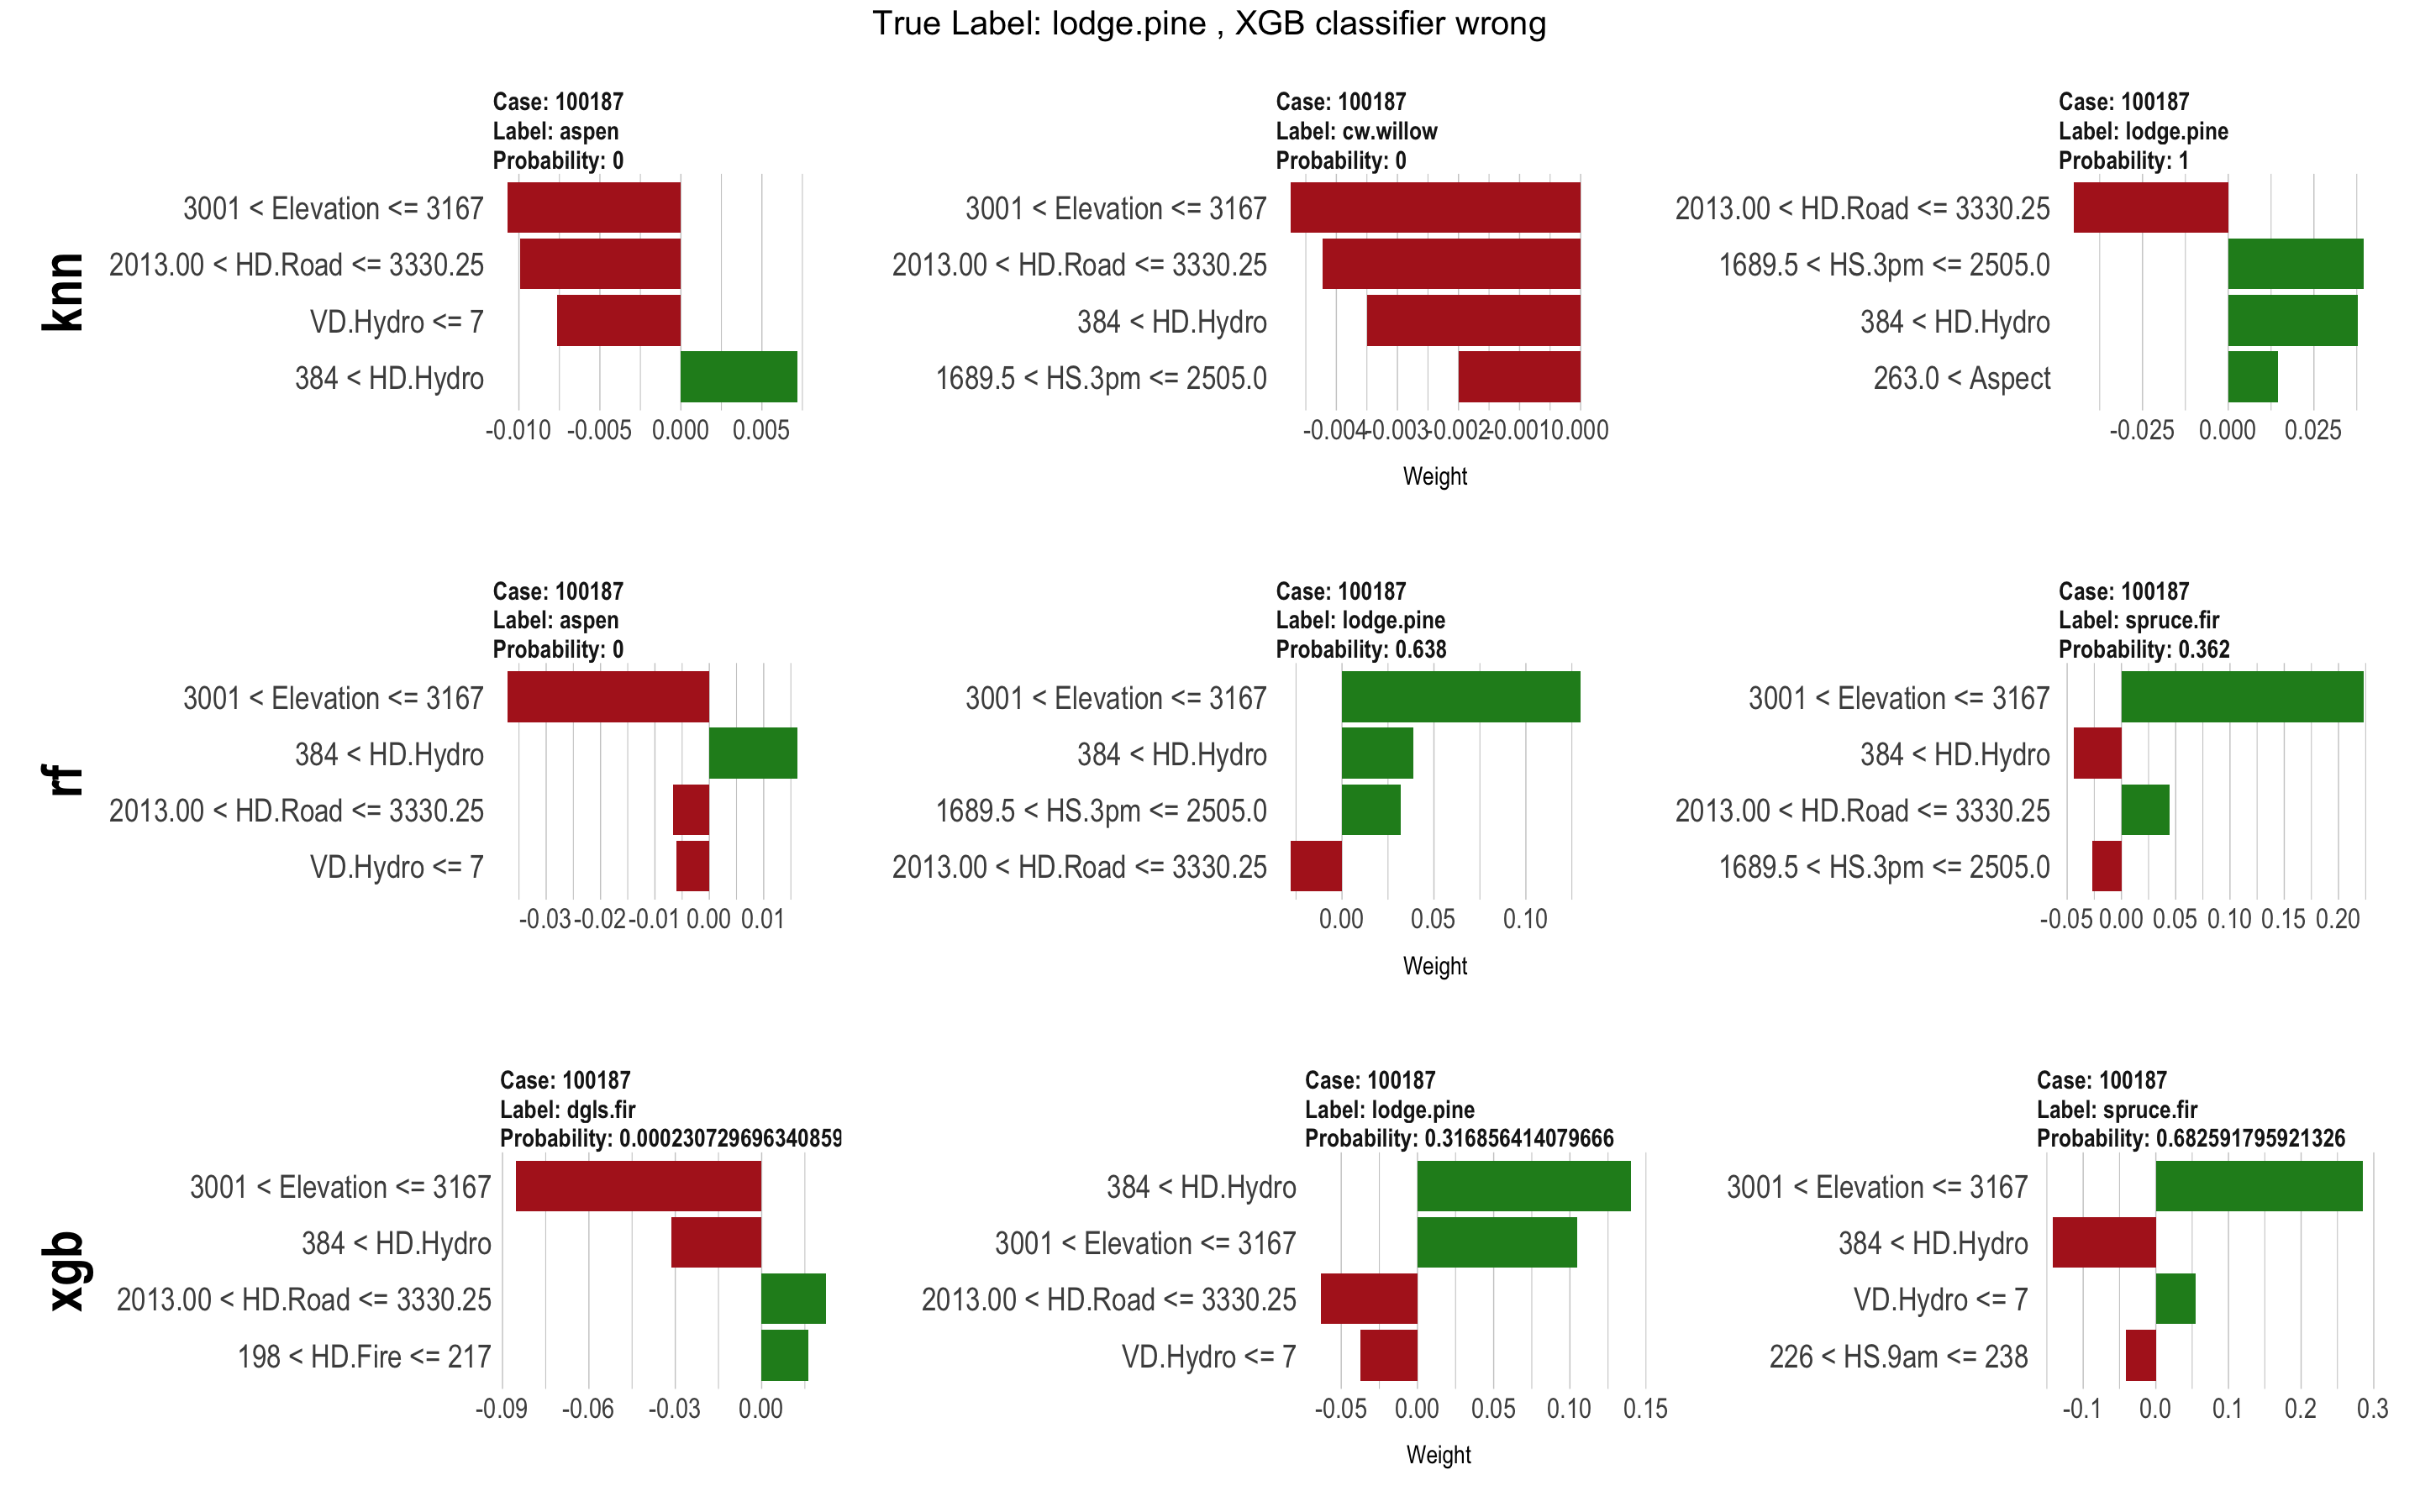 True Label: lodge.pine , XGB classifier wrong
knn
Case: 100187
Label: aspen
Probability: 0
3001 < Elevation <= 3167
2013.00 < HD.Road <= 3330.25
VD.Hydro <= 7
384 < HD.Hydro
-0.010 -0.005 0.000 0.005
Case: 100187
Label: cw.willow
Probability: 0
3001 < Elevation <= 3167
2013.00 < HD.Road <= 3330.25
384 < HD.Hydro
1689.5 < HS.3pm <= 2505.0
-0.004 -0.003 -0.002 -0.001 0.000
Weight
Case: 100187
Label: lodge.pine
Probability: 1
2013.00 < HD.Road <= 3330.25
1689.5 < HS.3pm <= 2505.0
384 < HD.Hydro
263.0 < Aspect
-0.025 0.000 0.025
rf
Case: 100187
Label: aspen
Probability: 0
3001 < Elevation <= 3167
384 < HD.Hydro
2013.00 < HD.Road <= 3330.25
VD.Hydro <= 7
-0.03 -0.02 -0.01 0.00 0.01
Case: 100187
Label: lodge.pine
Probability: 0.638
3001 < Elevation <= 3167
384 < HD.Hydro
1689.5 < HS.3pm <= 2505.0
2013.00 < HD.Road <= 3330.25
0.00 0.05 0.10
Weight
Case: 100187
Label: spruce.fir
Probability: 0.362
3001 < Elevation <= 3167
384 < HD.Hydro
2013.00 < HD.Road <= 3330.25
1689.5 < HS.3pm <= 2505.0
-0.05 0.00 0.05 0.10 0.15 0.20
xgb
Case: 100187
Label: dgls.fir
Probability: 0.000230729696340859
3001 < Elevation <= 3167
384 < HD.Hydro
2013.00 < HD.Road <= 3330.25
198 < HD.Fire <= 217
-0.09 -0.06 -0.03 0.00
Case: 100187
Label: lodge.pine
Probability: 0.316856414079666
384 < HD.Hydro
3001 < Elevation <= 3167
2013.00 < HD.Road <= 3330.25
VD.Hydro <= 7
-0.05 0.00 0.05 0.10 0.15
Weight
Case: 100187
Label: spruce.fir
Probability: 0.682591795921326
3001 < Elevation <= 3167
384 < HD.Hydro
VD.Hydro <= 7
226 < HS.9am <= 238
-0.1 0.0 0.1 0.2 0.3